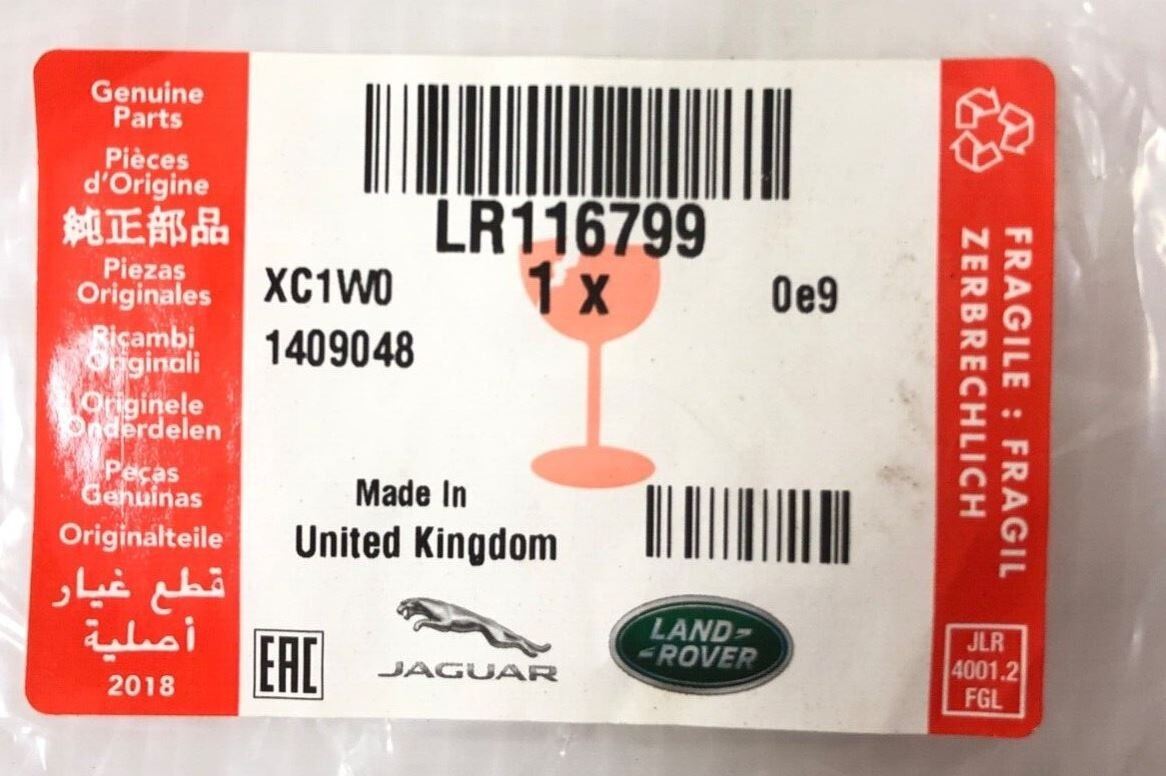 Genuine
Parts
Pièces
d'Origine
純正部品
Piezas
Originales
Ricambi
Originali
Originele
Onderdelen
Peças
Genuinas
Originalteile
قطع غيار
أصلية
2018
LR116799
XC1W0
1 x
0e9
1409048
Made In
United Kingdom
EAC
JAGUAR
LAND-
-ROVER
FRAGILE : FRAGIL
ZERBRECHLICH
JLR
4001.2
FGL